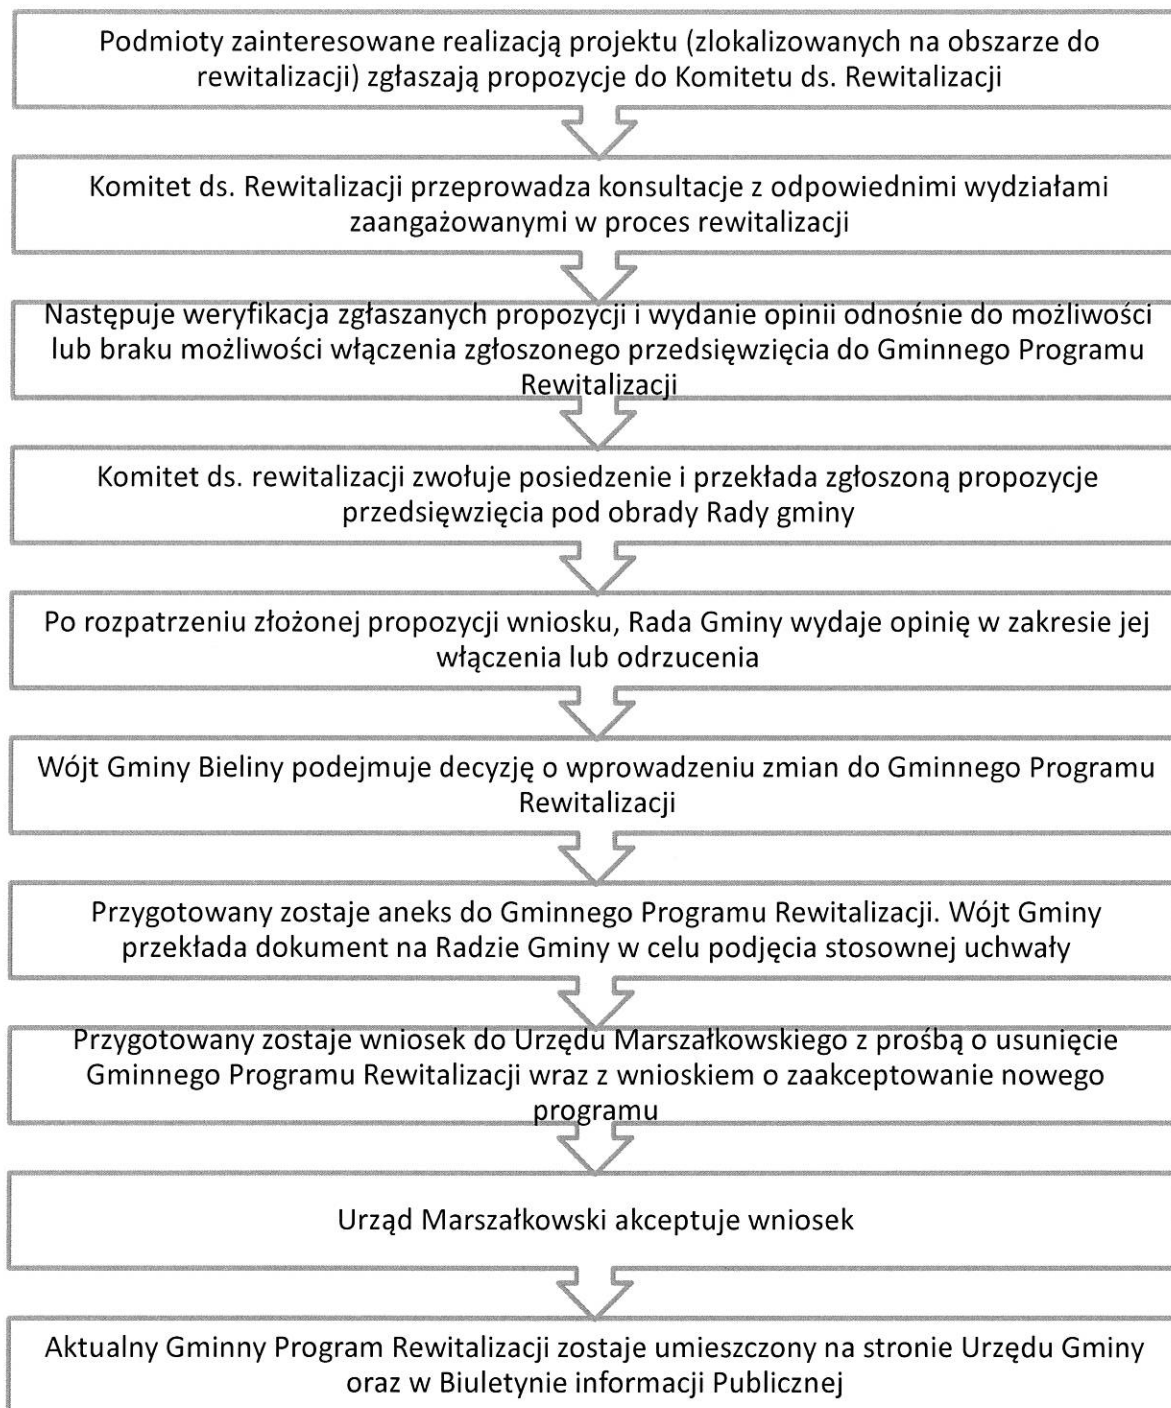 Podmioty zainteresowane realizacją projektu (zlokalizowanych na obszarze do
rewitalizacji) zgłaszają propozycje do Komitetu ds. Rewitalizacji
Komitet ds. Rewitalizacji przeprowadza konsultacje z odpowiednimi wydziałami
zaangażowanymi w proces rewitalizacji
Następuje weryfikacja zgłaszanych propozycji i wydanie opinii odnośnie do możliwości
lub braku możliwości włączenia zgłoszonego przedsięwzięcia do Gminnego Programu
Rewitalizacji
Komitet ds. rewitalizacji zwołuje posiedzenie i przekłada zgłoszoną propozycje
przedsięwzięcia pod obrady Rady gminy
Po rozpatrzeniu złożonej propozycji wniosku, Rada Gminy wydaje opinię w zakresie jej
włączenia lub odrzucenia
Wójt Gminy Bieliny podejmuje decyzję o wprowadzeniu zmian do Gminnego Programu
Rewitalizacji
Przygotowany zostaje aneks do Gminnego Programu Rewitalizacji. Wójt Gminy
przekłada dokument na Radzie Gminy w celu podjęcia stosownej uchwały
Przygotowany zostaje wniosek do Urzędu Marszałkowskiego z prośbą o usunięcie
Gminnego Programu Rewitalizacji wraz z wnioskiem o zaakceptowanie nowego
programu
Urząd Marszałkowski akceptuje wniosek
Aktualny Gminny Program Rewitalizacji zostaje umieszczony na stronie Urzędu Gminy
oraz w Biuletynie informacji Publicznej